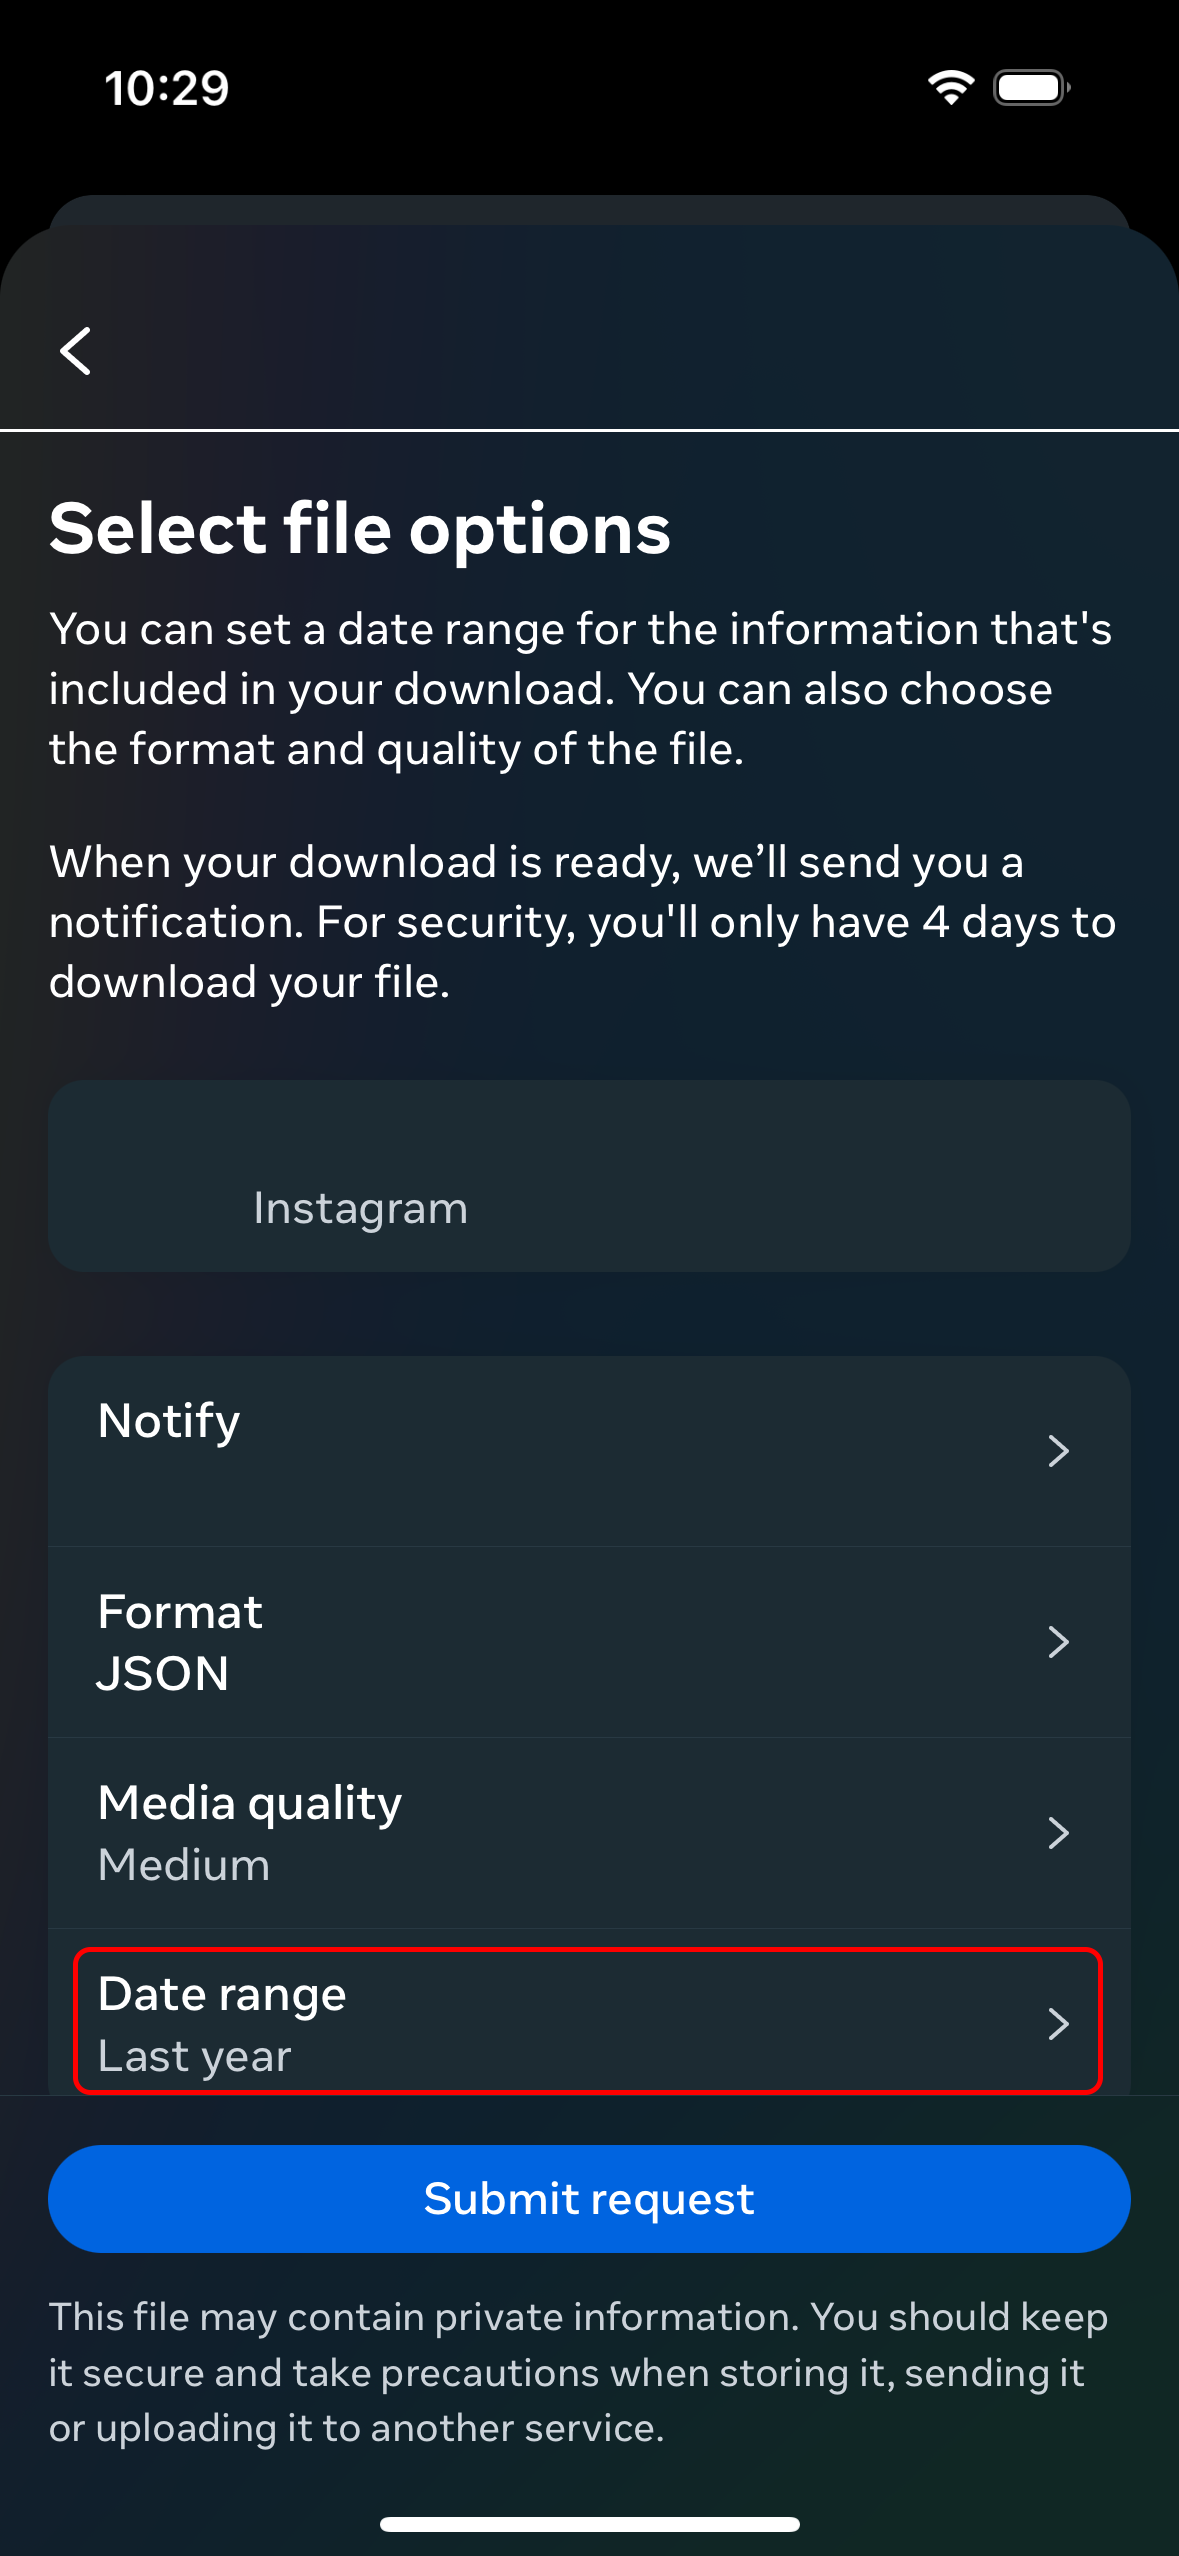 10:29
Select file options
You can set a date range for the information that's
included in your download. You can also choose
the format and quality of the file.
When your download is ready, we’ll send you a
notification. For security, you'll only have 4 days to
download your file.
Instagram
Notify
Format
JSON
Media quality
Medium
Date range
Last year
Submit request
This file may contain private information. You should keep
it secure and take precautions when storing it, sending it
or uploading it to another service.